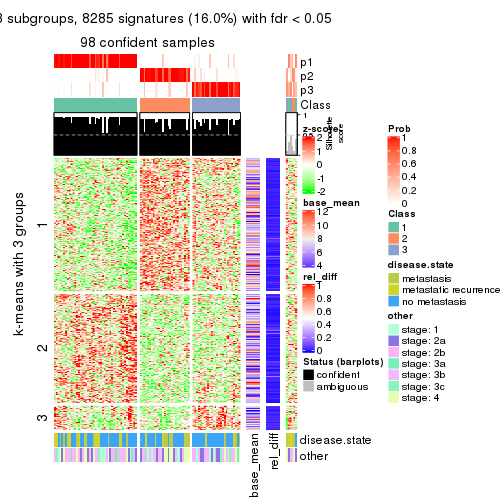 3 subgroups, 8285 signatures (16.0%) with fdr < 0.05
98 confident samples
p1
p2
p3
Class
1
Silhouette
score
k-means with 3 groups
1
2
3
z-score
2
1
0
-1
-2
base_mean
12
10
8
6
4
rel_diff
1
0.8
0.6
0.4
0.2
0
Status (barplots)
confident
ambiguous
Prob
1
0.8
0.6
0.4
0.2
0
Class
1
2
3
disease.state
metastasis
metastatic recurrence
no metastasis
other
stage: 1
stage: 2a
stage: 2b
stage: 3a
stage: 3b
stage: 3c
stage: 4
disease.state
other
base_mean
rel_diff